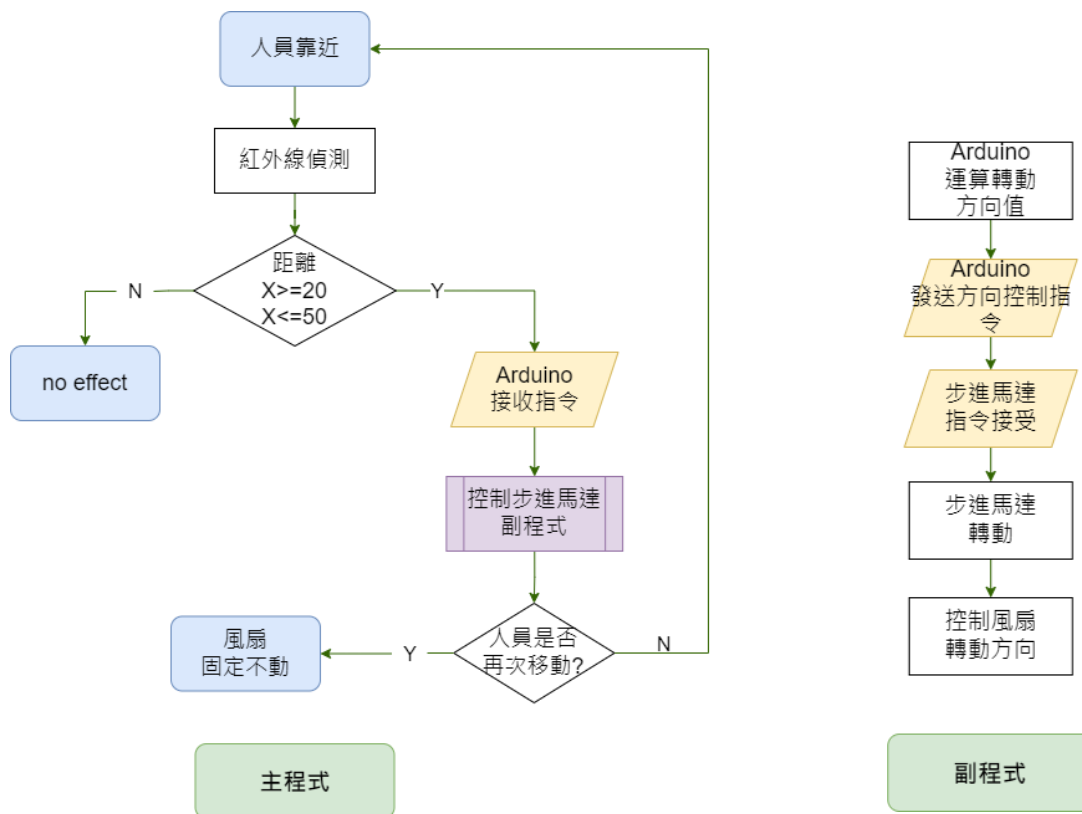 人員靠近
紅外線偵測
距離
X>=20
X<=50
N
Y
no effect
Arduino
接收指令
控制步進馬達
副程式
人員是否
再次移動?
Y
N
風扇
固定不動
主程式
Arduino
運算轉動
方向值
Arduino
發送方向控制指
令
步進馬達
指令接受
步進馬達
轉動
控制風扇
轉動方向
副程式